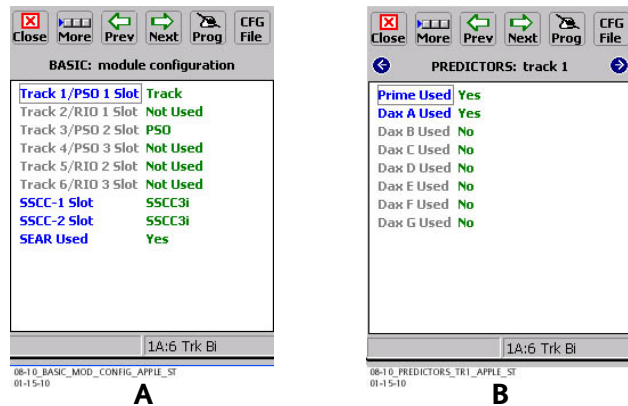 Close More Prev Next Prog CFG File
BASIC: module configuration
Track 1/PSO 1 Slot Track
Track 2/RIO 1 Slot Not Used
Track 3/PSO 2 Slot PSO
Track 4/PSO 3 Slot Not Used
Track 5/RIO 2 Slot Not Used
Track 6/RIO 3 Slot Not Used
SSCC-1 Slot SSCC3i
SSCC-2 Slot SSCC3i
SEAR Used Yes
1A:6 Trk Bi
08-10_BASIC_MOD_CONFIG_APPLE_ST
01-15-10
A
Close More Prev Next Prog CFG File
PREDICTORS: track 1
Prime Used Yes
Dax A Used Yes
Dax B Used No
Dax C Used No
Dax D Used No
Dax E Used No
Dax F Used No
Dax G Used No
1A:6 Trk Bi
08-10_PREDICTORS_TR1_APPLE_ST
01-15-10
B